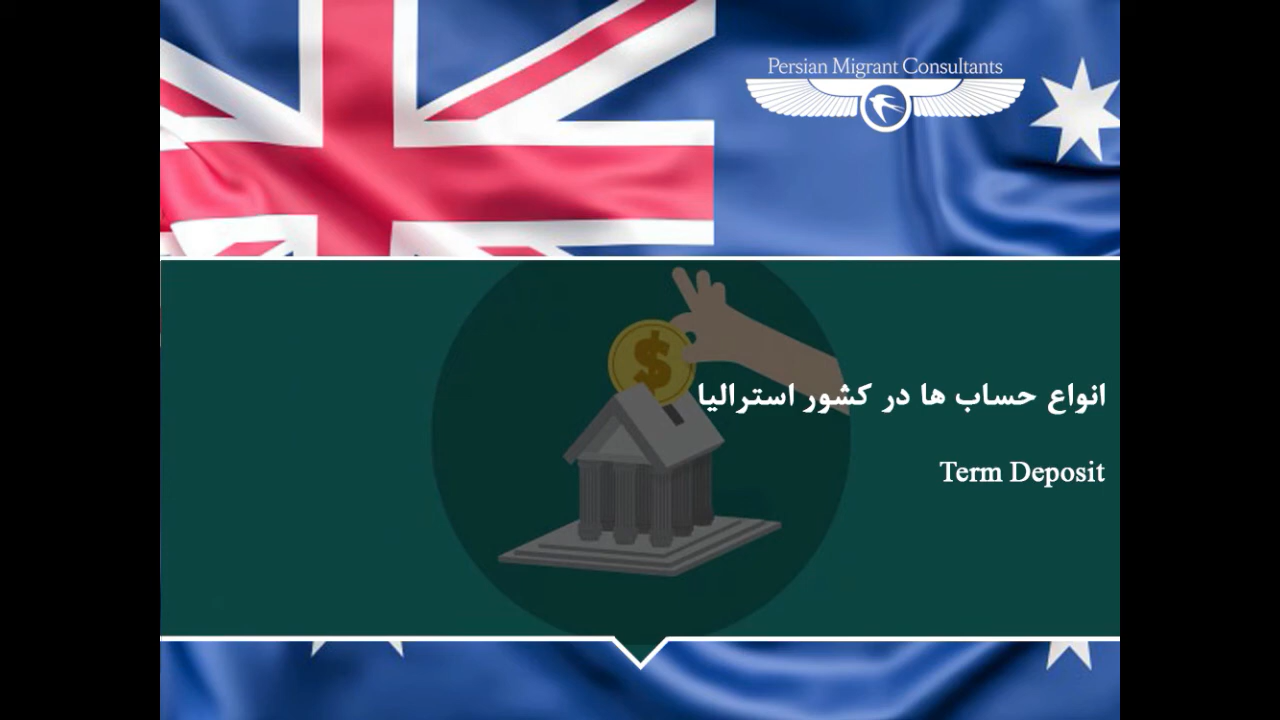 Persian Migrant Consultants
انواع حساب ها در کشور استرالیا
Term Deposit